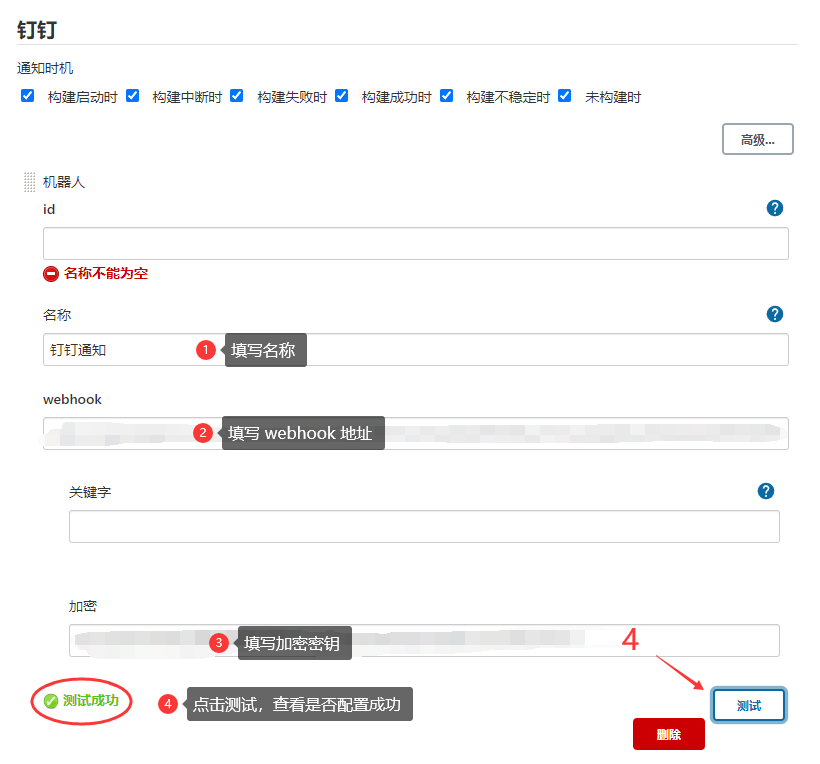 钉钉
通知时机
构建启动时 构建中断时 构建失败时 构建成功时 构建不稳定时 未构建时
高级...
机器人
id
?
名称不能为空
名称
?
钉钉通知 1 填写名称
webhook
2 填写 webhook 地址
关键字
?
加密
3 填写加密密钥 4
测试成功 4 点击测试，查看是否配置成功 测试
删除